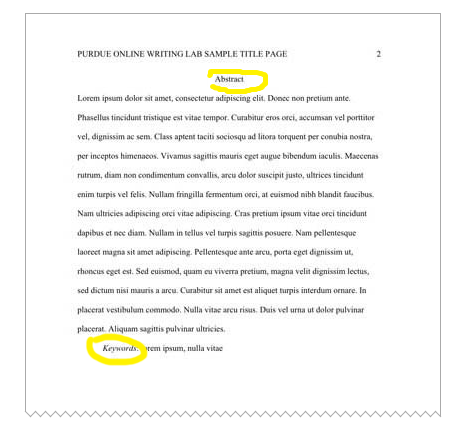 PURDUE ONLINE WRITING LAB SAMPLE TITLE PAGE 2
Abstract
Lorem ipsum dolor sit amet, consectetur adipiscing elit. Donec non pretium ante.
Phasellus tincidunt tristique est vitae tempor. Curabitur eros orci, accumsan vel porttitor
vel, dignissim ac sem. Class aptent taciti sociosqu ad litora torquent per conubia nostra,
per inceptos himenaeos. Vivamus sagittis mauris eget augue bibendum iaculis. Maecenas
rutrum, diam non condimentum convallis, arcu dolor suscipit justo, ultrices tincidunt
enim turpis vel felis. Nullam fringilla fermentum orci, at euismod nibh blandit faucibus.
Nam ultricies adipiscing orci vitae adipiscing. Cras pretium ipsum vitae orci tincidunt
dapibus et nec diam. Nullam in tellus vel turpis sagittis posuere. Nam pellentesque
laoreet magna sit amet adipiscing. Pellentesque ante arcu, porta eget dignissim ut,
rhoncus eget est. Sed euismod, quam eu viverra pretium, magna velit dignissim lectus,
sed dictum nisi mauris a arcu. Curabitur sit amet est aliquet turpis interdum ornare. In
placerat vestibulum commodo. Nulla vitae arcu risus. Duis vel urna ut dolor pulvinar
placerat. Aliquam sagittis pulvinar ultricies.
Keywords: lorem ipsum, nulla vitae